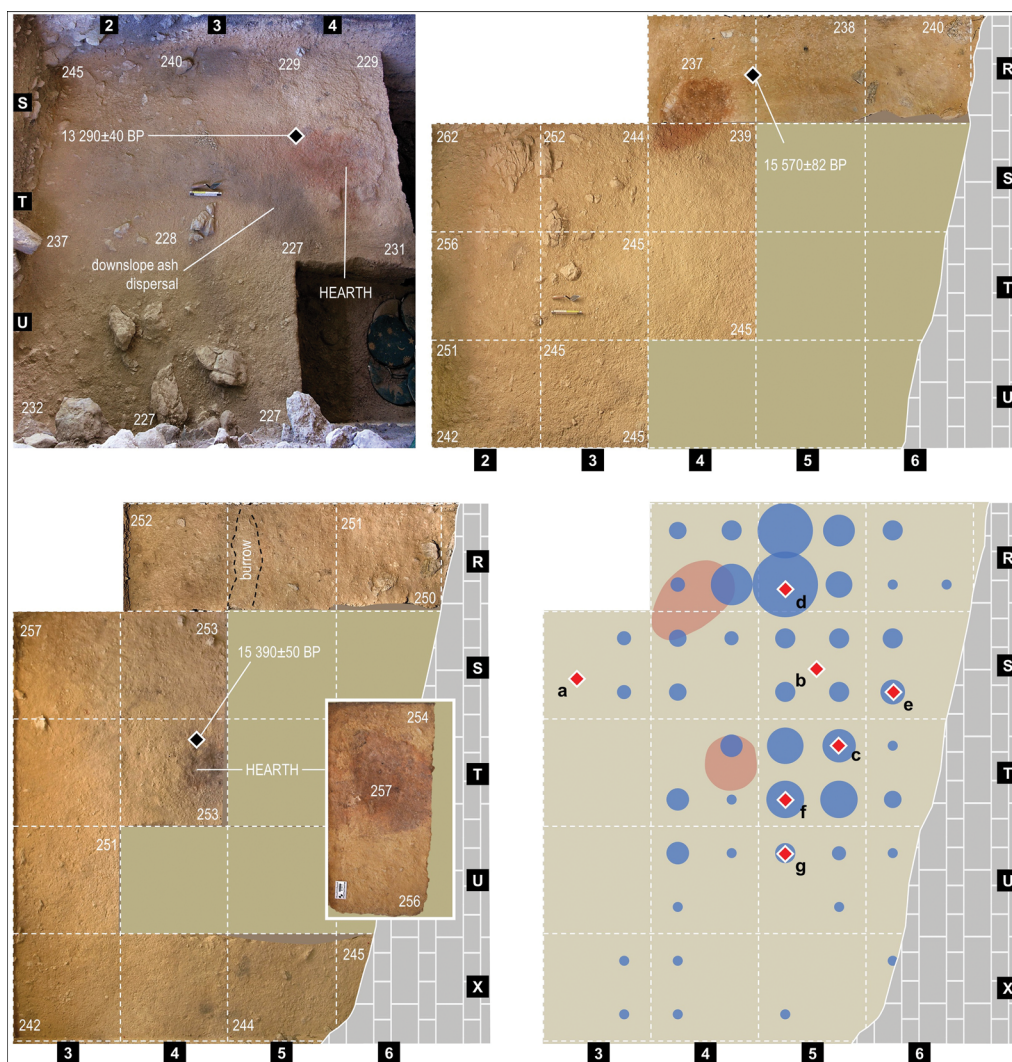 2 3 4
245 240 229 229
S
13 290±40 BP
T
237 228 227 231
downslope ash
dispersal
HEARTH
U
232 227 227
238 240
237
R
15 570±82 BP
262 252 244 239
S
256 245
T
245
251 245
U
242 245
2 3 4 5 6
252 251
burrow
R
250
257 253
15 390±50 BP
S
254
HEARTH
257
T
253
251
256
U
245
X
242 244
3 4 5 6
R
d
S
a b e
c
T
f
g
U
X
3 4 5 6